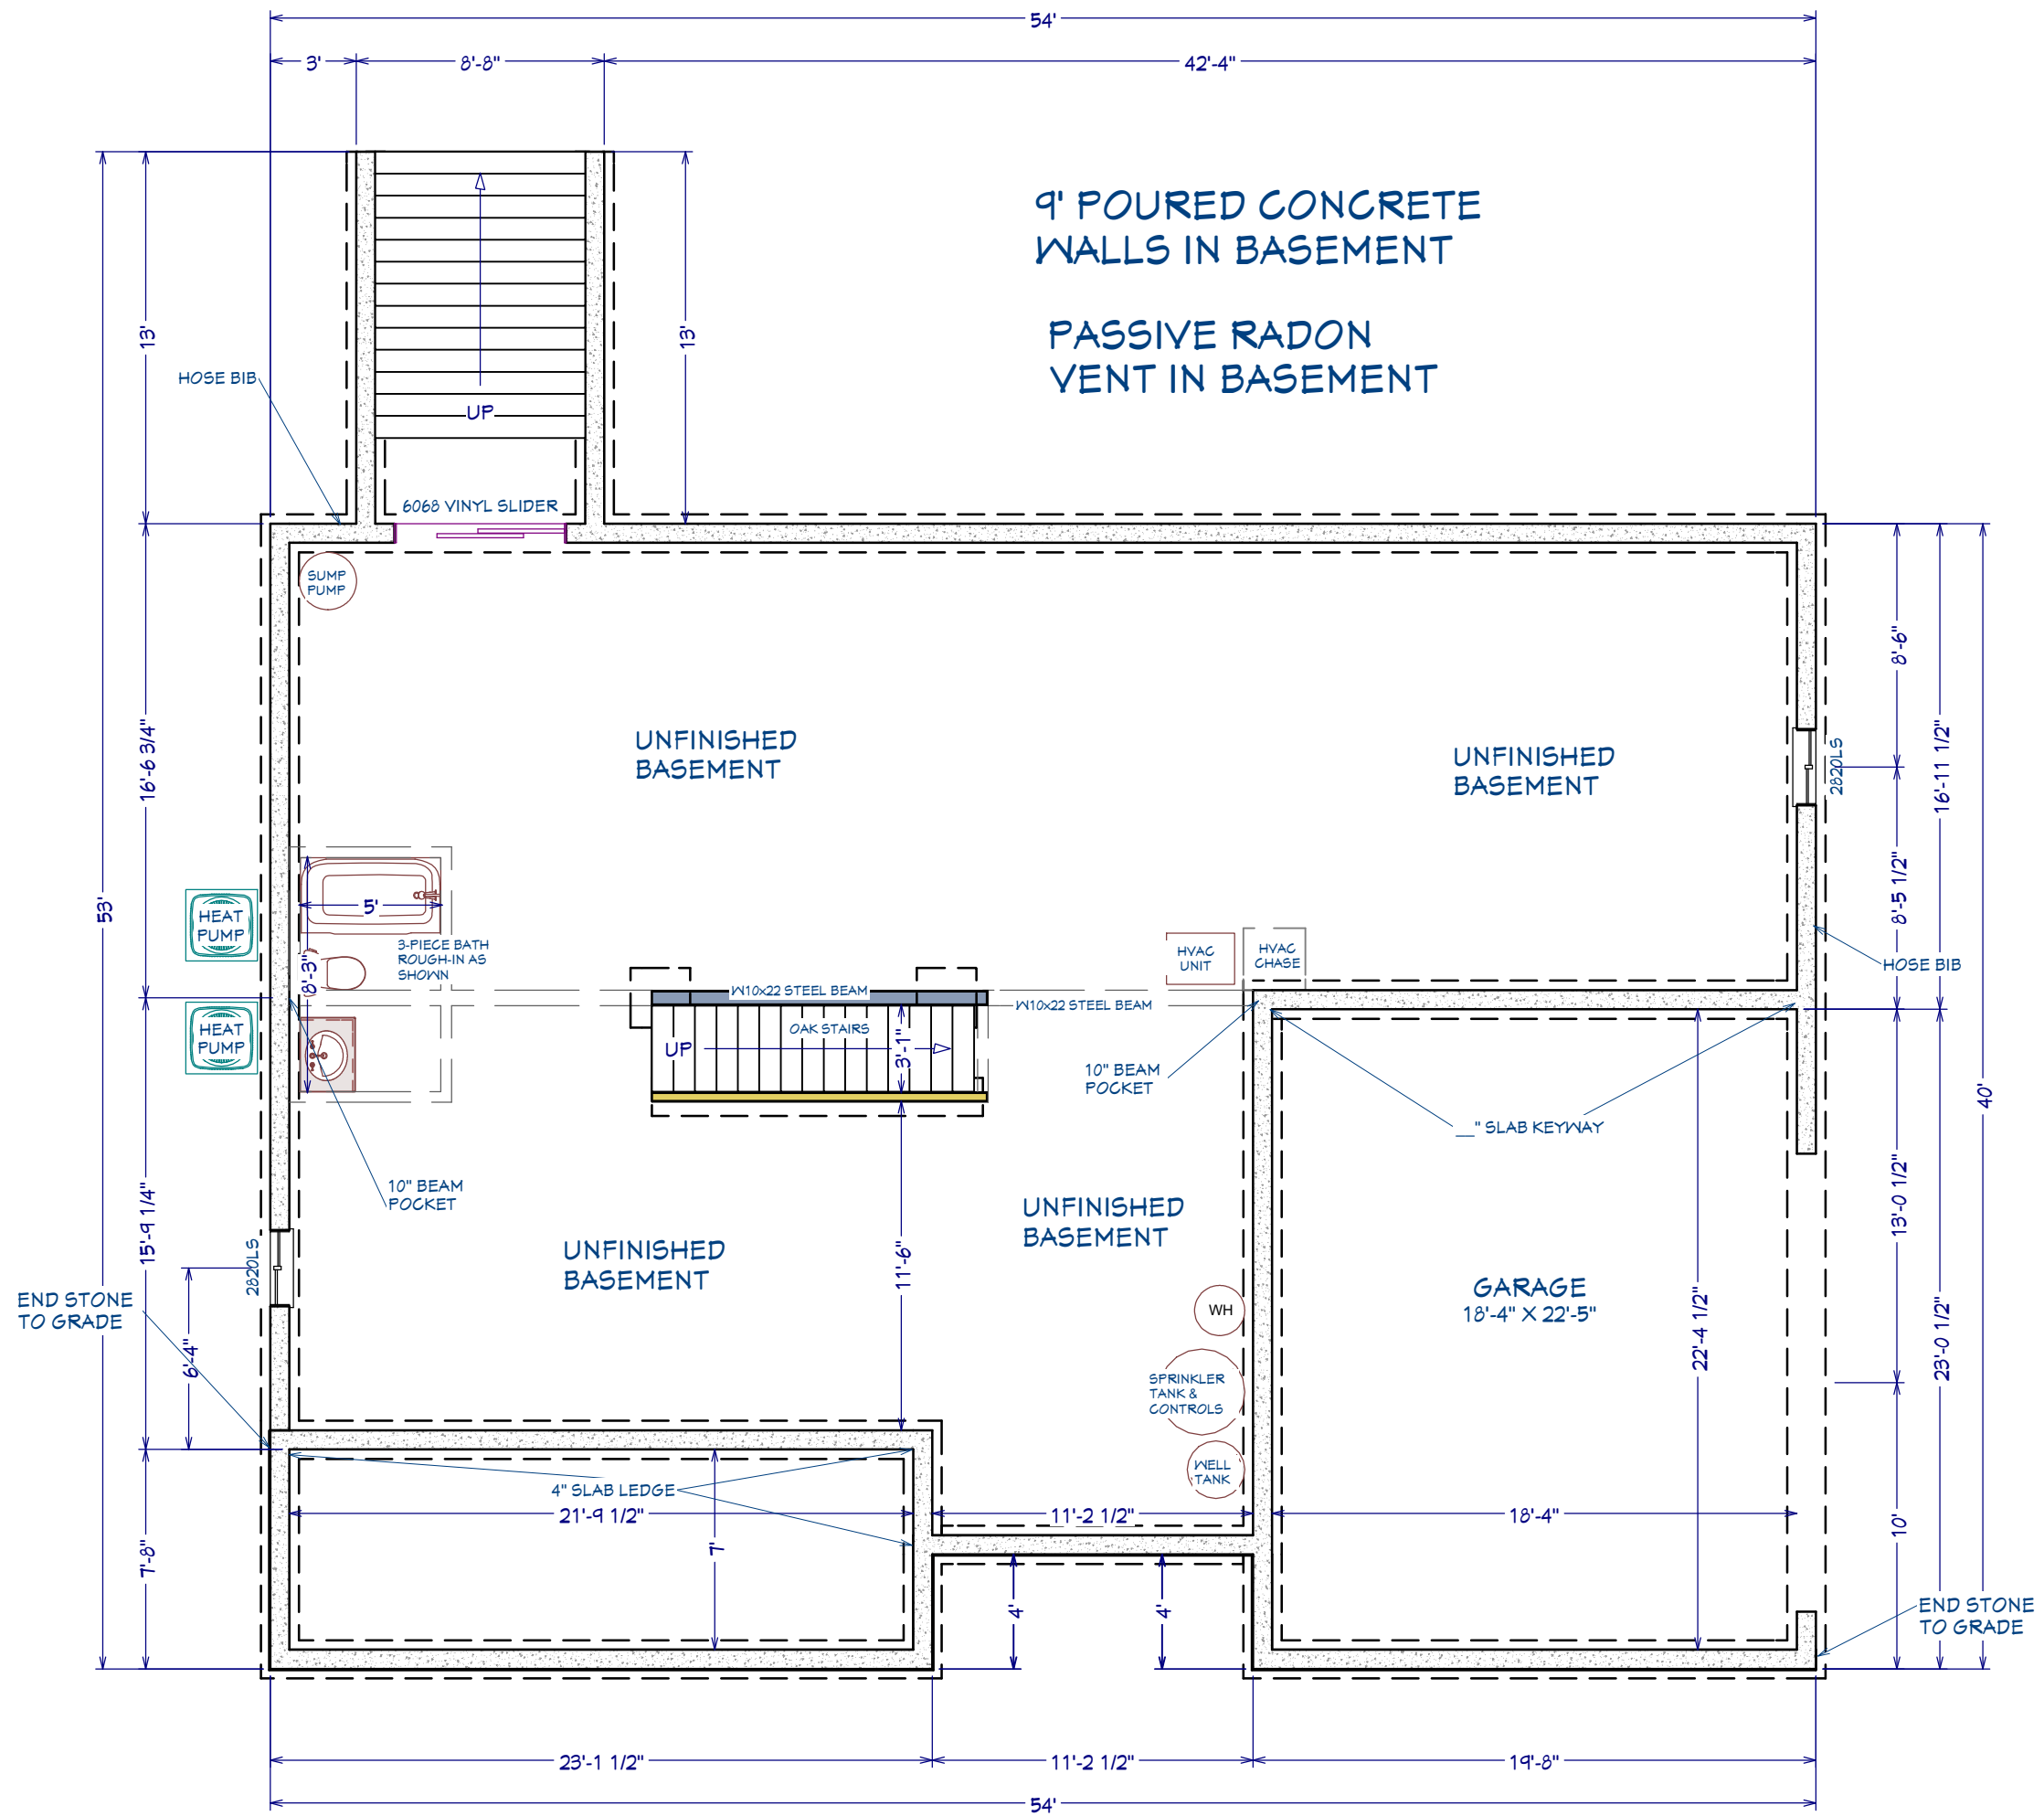 54'
3'
8'-8"
42'-4"
9' POURED CONCRETE
WALLS IN BASEMENT
PASSIVE RADON
VENT IN BASEMENT
13'
13'
HOSE BIB
UP
6068 VINYL SLIDER
SUMP
PUMP
8'-6"
16'-6 3/4"
16'-11 1/2"
UNFINISHED
BASEMENT
UNFINISHED
BASEMENT
2820LS
53'
HEAT
PUMP
5'
8'-5 1/2"
3-PIECE BATH
ROUGH-IN AS
SHOWN
8'-3"
HVAC
UNIT
HVAC
CHASE
HOSE BIB
W10x22 STEEL BEAM
W10x22 STEEL BEAM
OAK STAIRS
HEAT
PUMP
UP
3'-1"
10" BEAM
POCKET
40'
__" SLAB KEYWAY
10" BEAM
POCKET
15'-9 1/4"
13'-0 1/2"
UNFINISHED
BASEMENT
UNFINISHED
BASEMENT
2820LS
11'-6"
END STONE
TO GRADE
GARAGE
18'-4" X 22'-5"
WH
22'-4 1/2"
23'-0 1/2"
6'-4"
SPRINKLER
TANK &
CONTROLS
WELL
TANK
4" SLAB LEDGE
21'-9 1/2"
11'-2 1/2"
18'-4"
10'
7'-8"
7'
4'
4'
END STONE
TO GRADE
23'-1 1/2"
11'-2 1/2"
19'-8"
54'